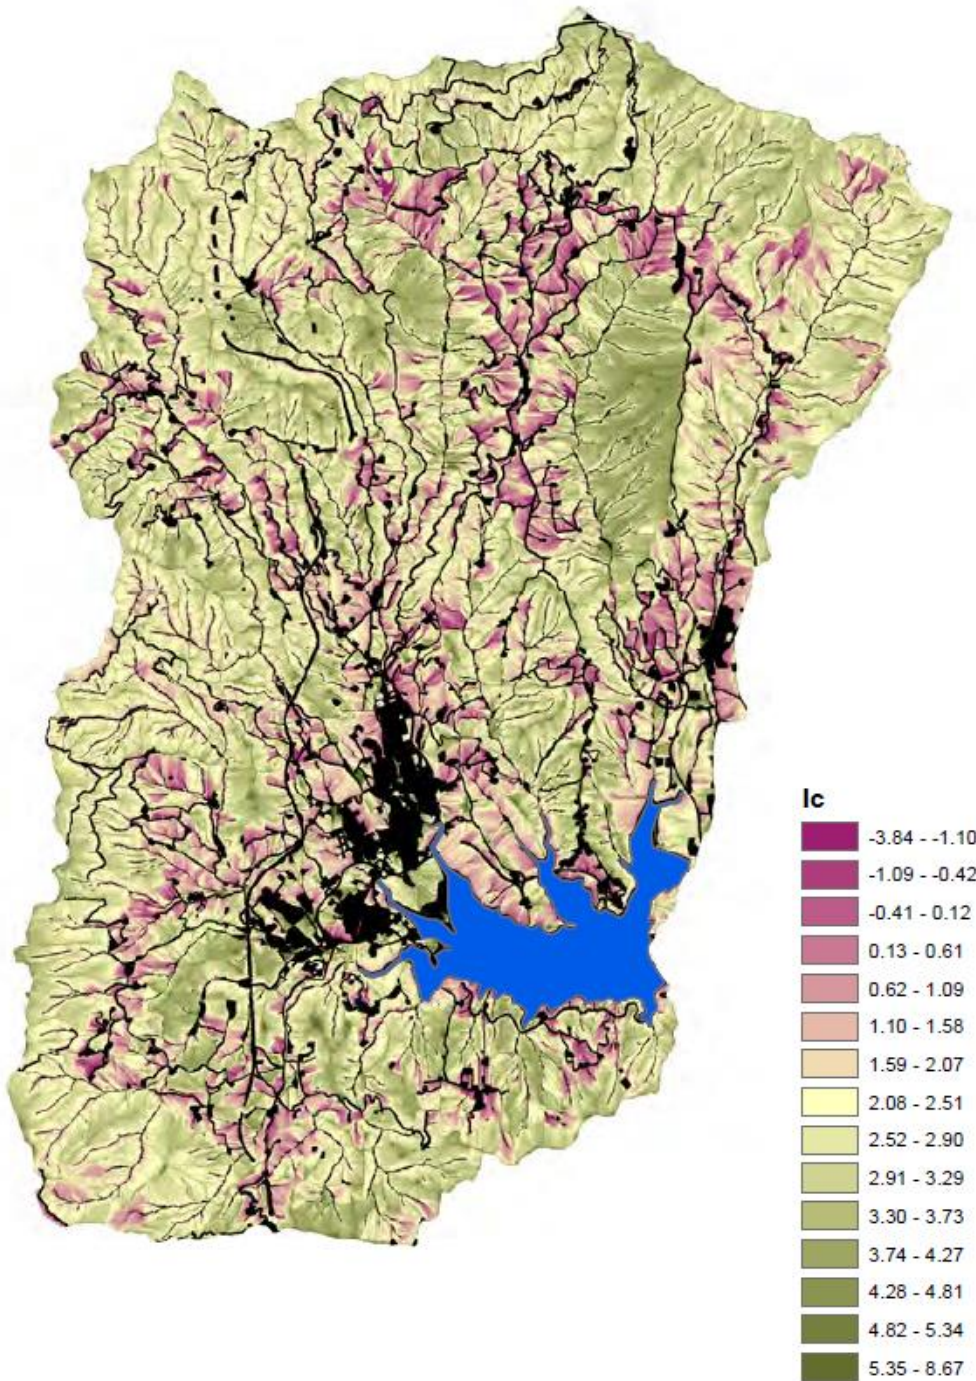 Ic
-3.84 - -1.10
-1.09 - -0.42
-0.41 - 0.12
0.13 - 0.61
0.62 - 1.09
1.10 - 1.58
1.59 - 2.07
2.08 - 2.51
2.52 - 2.90
2.91 - 3.29
3.30 - 3.73
3.74 - 4.27
4.28 - 4.81
4.82 - 5.34
5.35 - 8.67